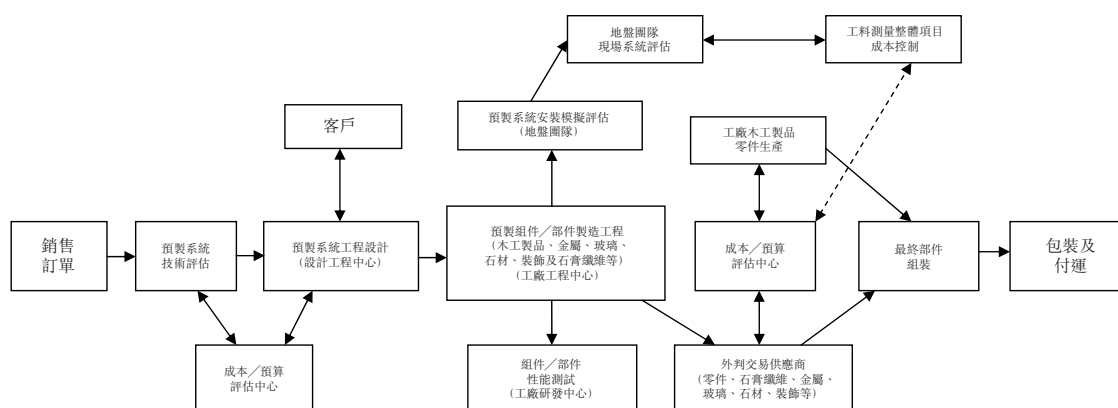 地盤團隊
現場系統評估
工料測量整體項目
成本控制
客戶
預製系統安裝模擬評估
(地盤團隊)
工廠木工製品
零件生產
銷售
訂單
預製系統
技術評估
預製系統工程設計
(設計工程中心)
預製組件／部件製造工程
(木工製品、金屬、玻璃、
石材、裝飾及石膏纖維等)
(工廠工程中心)
成本／預算
評估中心
最終部件
組裝
包裝及
付運
成本／預算
評估中心
組件／部件
性能測試
(工廠研發中心)
外判交易供應商
(零件、石膏纖維、金屬、
玻璃、石材、裝飾等)